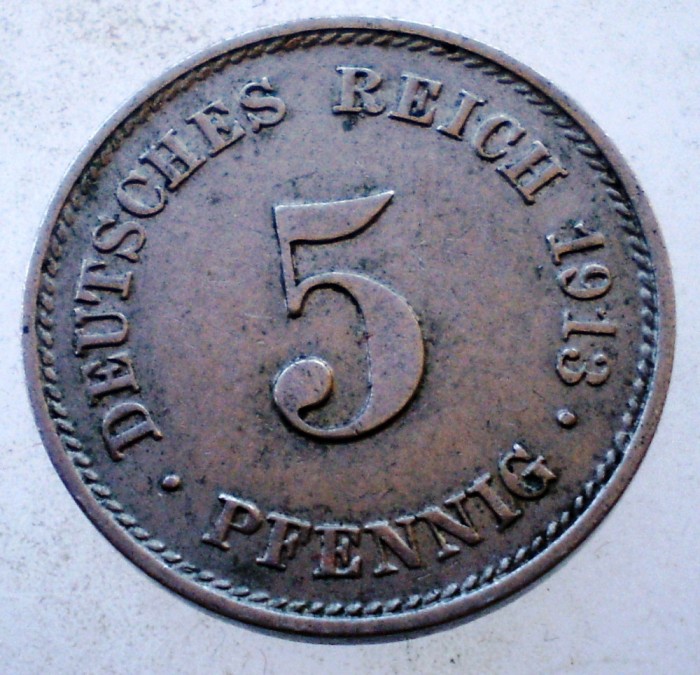 DEUTSCHES REICH 1913
5
· PFENNIG ·